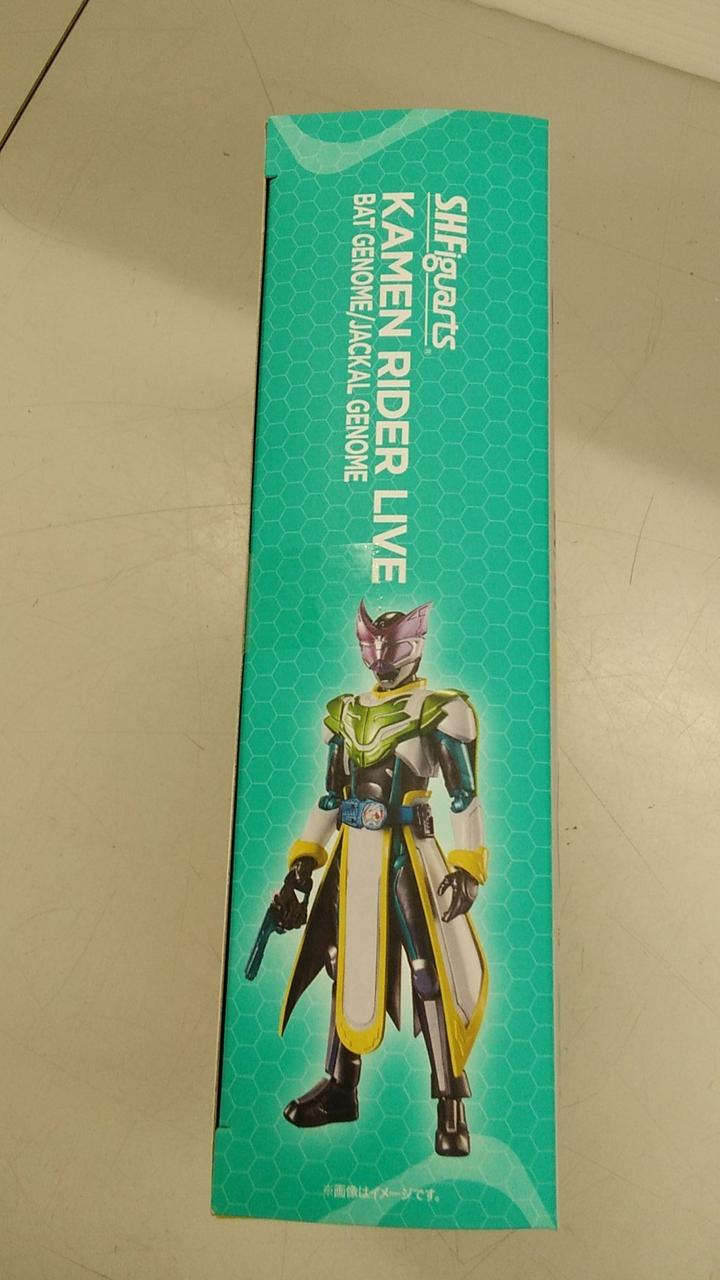 S.H.Figuarts®
KAMEN RIDER LIVE
BAT GENOME/JACKAL GENOME
※画像はイメージです。